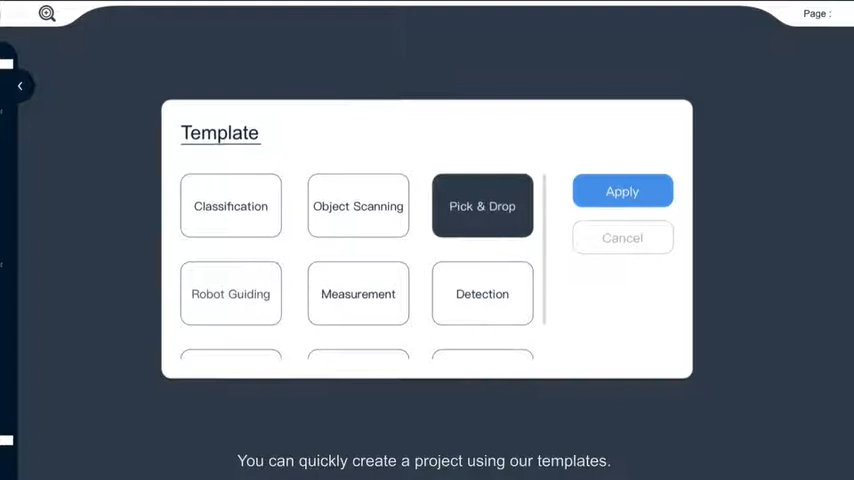 Page :
Template
Classification
Object Scanning
Pick & Drop
Apply
Cancel
Robot Guiding
Measurement
Detection
You can quickly create a project using our templates.